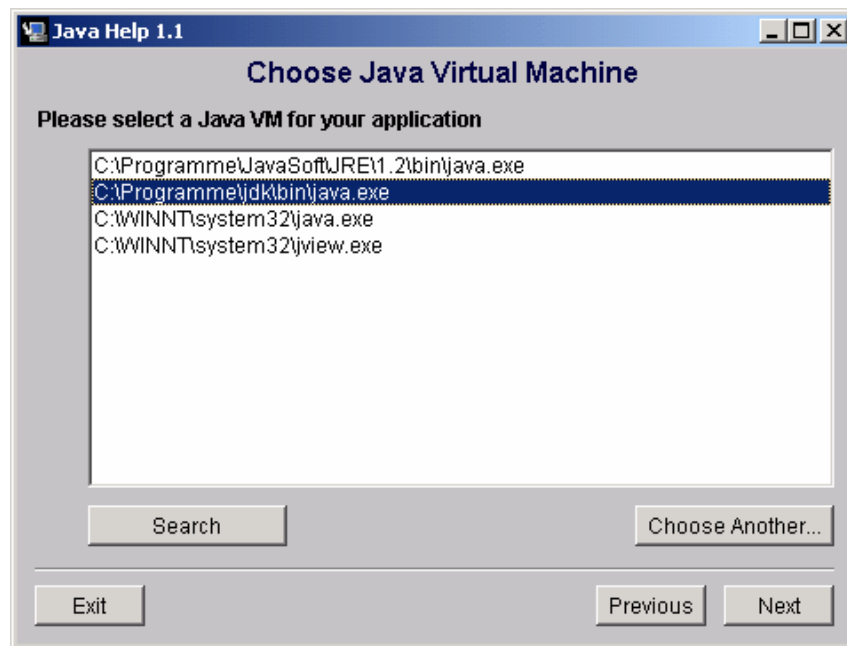 Java Help 1.1
Choose Java Virtual Machine
Please select a Java VM for your application
C:\Programme\JavaSoft\JRE\1.2\bin\java.exe
C:\Programme\jdk\bin\java.exe
C:\WINNT\system32\java.exe
C:\WINNT\system32\jview.exe
Search
Choose Another...
Exit
Previous
Next